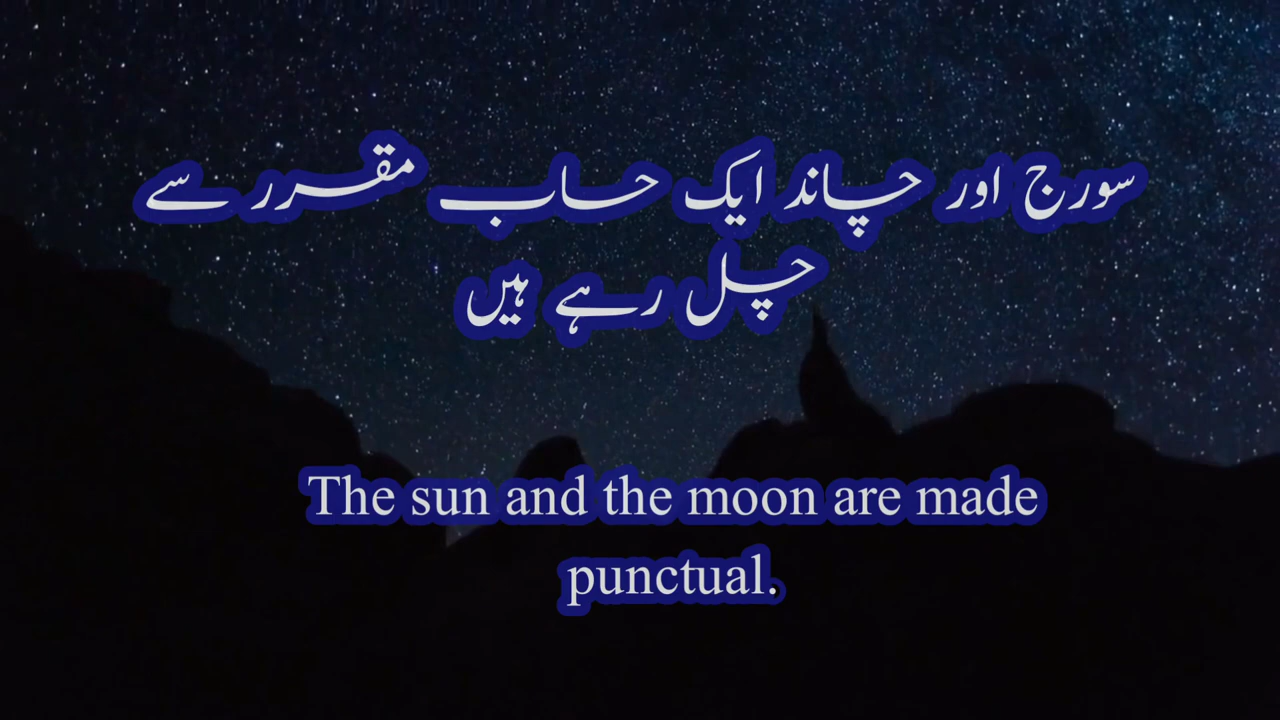 سورج اور چاند ایک حساب مقرر سے
چل رہے ہیں
The sun and the moon are made
punctual.